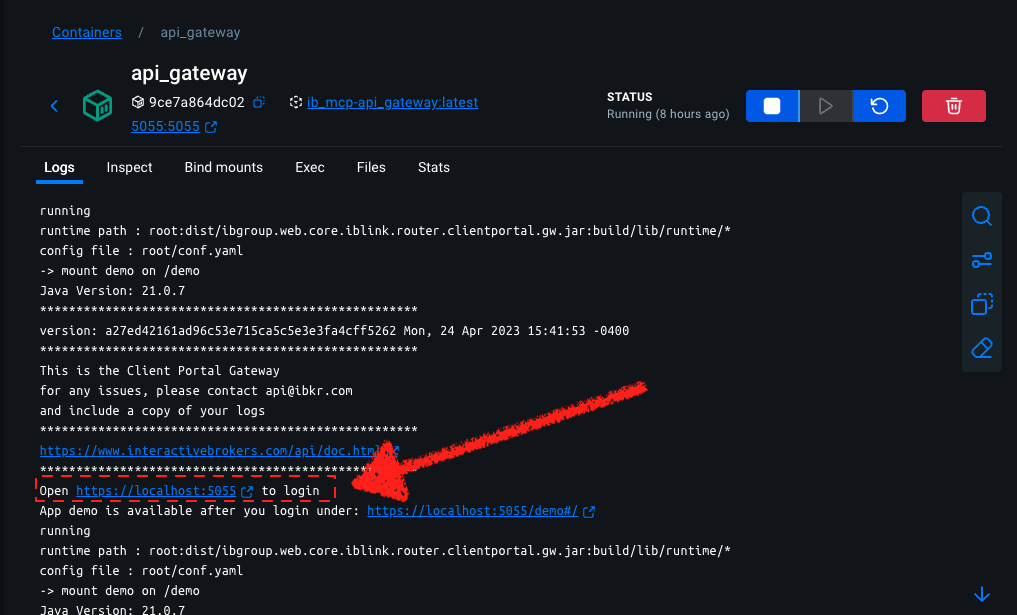 Containers / api_gateway
api_gateway
9ce7a864dc02 ib_mcp-api_gateway:latest
5055:5055
STATUS
Running (8 hours ago)
Logs Inspect Bind mounts Exec Files Stats
running
runtime path : root:dist/ibgroup.web.core.iblink.router.clientportal.gw.jar:build/lib/runtime/*
config file : root/conf.yaml
-> mount demo on /demo
Java Version: 21.0.7
****************************************************
version: a27ed42161ad96c53e715ca5c5e3e3fa4cff5262 Mon, 24 Apr 2023 15:41:53 -0400
****************************************************
This is the Client Portal Gateway
for any issues, please contact api@ibkr.com
and include a copy of your logs
****************************************************
https://www.interactivebrokers.com/api/doc.html
****************************************************
Open https://localhost:5055 to login
App demo is available after you login under: https://localhost:5055/demo#/
running
runtime path : root:dist/ibgroup.web.core.iblink.router.clientportal.gw.jar:build/lib/runtime/*
config file : root/conf.yaml
-> mount demo on /demo
Java Version: 21.0.7